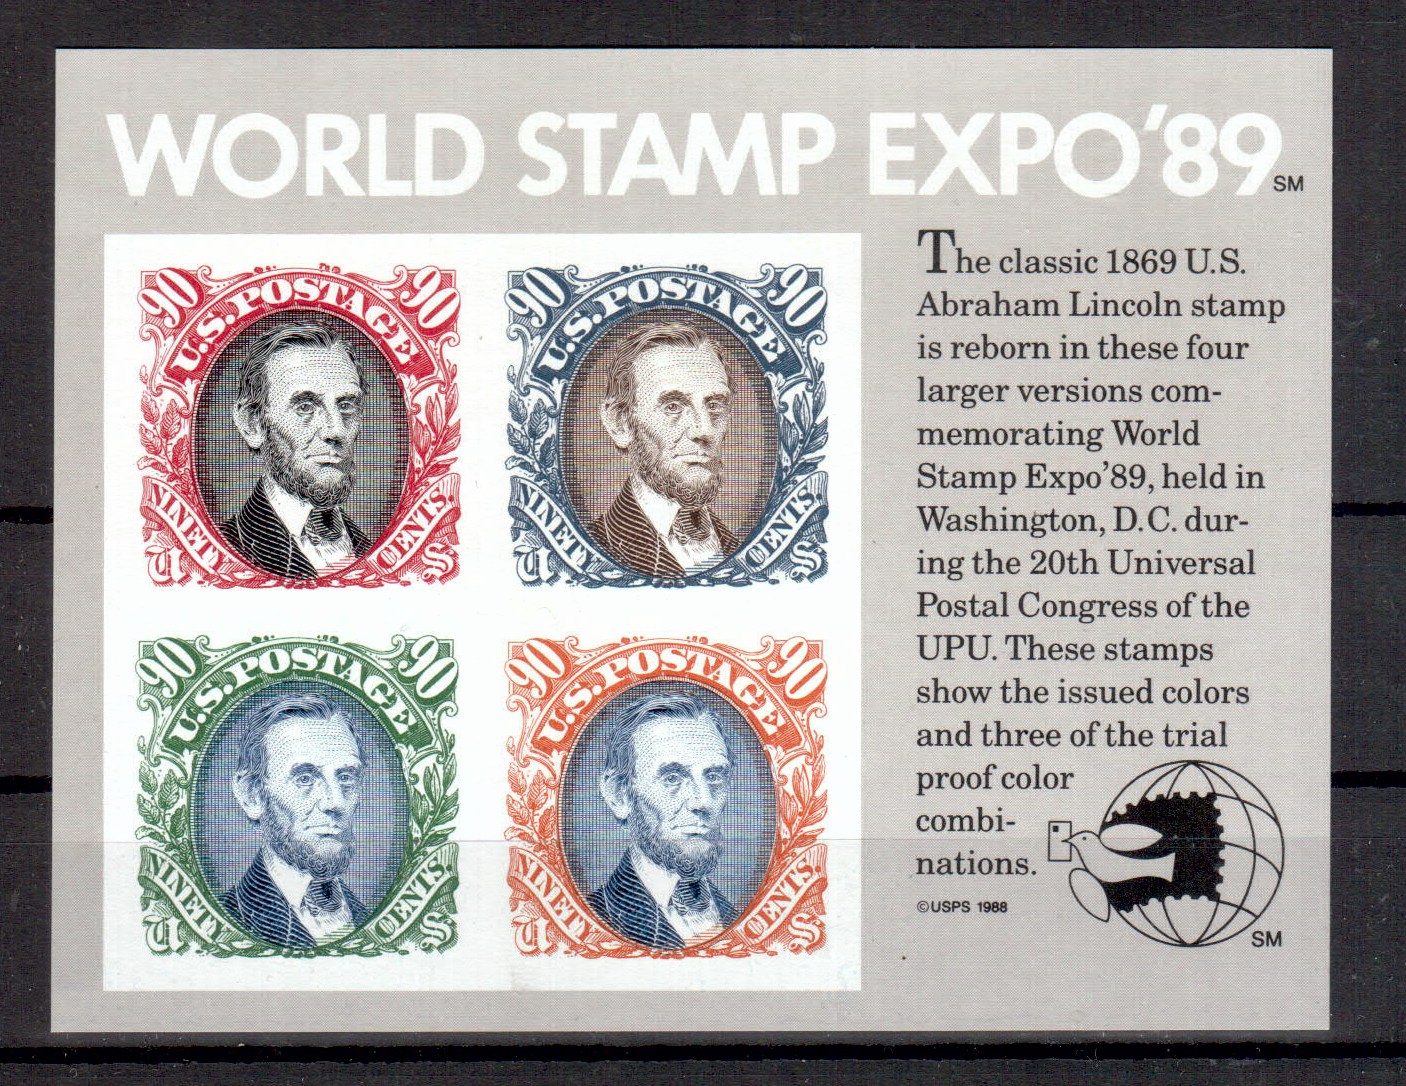 WORLD STAMP EXPO'89 SM
90 U.S. POSTAGE 90
NINETY CENTS.
U S
90 U.S. POSTAGE 90
NINETY CENTS.
U S
90 U.S. POSTAGE 90
NINETY CENTS.
U S
90 U.S. POSTAGE 90
NINETY CENTS.
U S
The classic 1869 U.S.
Abraham Lincoln stamp
is reborn in these four
larger versions com-
memorating World
Stamp Expo'89, held in
Washington, D.C. dur-
ing the 20th Universal
Postal Congress of the
UPU. These stamps
show the issued colors
and three of the trial
proof color
combi-
nations.
©USPS 1988
SM